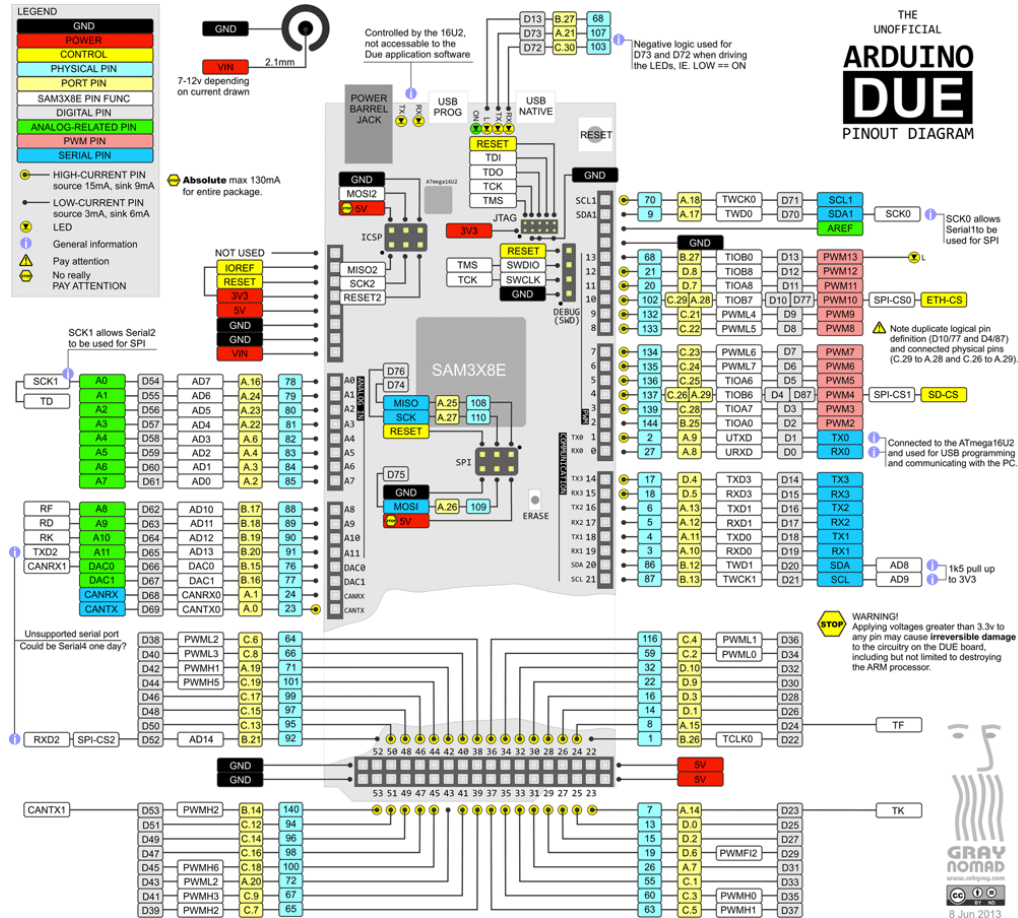 LEGEND
GND
POWER
CONTROL
PHYSICAL PIN
PORT PIN
SAM3X8E PIN FUNC
DIGITAL PIN
ANALOG-RELATED PIN
PWM PIN
SERIAL PIN
HIGH-CURRENT PIN
source 15mA, sink 9mA
LOW-CURRENT PIN
source 3mA, sink 6mA
LED
General information
Pay attention
No really
PAY ATTENTION
GND
VIN
2.1mm
7-12v depending
on current drawn
Absolute max 130mA
for entire package.
Controlled by the 16U2,
not accessable to the
Due application software
D13 B.27 68
D73 A.21 107
D72 C.30 103
Negative logic used for
D73 and D72 when driving
the LEDs, IE. LOW == ON
THE
UNOFFICIAL
ARDUINO
DUE
PINOUT DIAGRAM
POWER
BARREL
JACK
TX
RX
USB
PROG
ON
L
TX
RX
USB
NATIVE
RESET
RESET
TDI
TDO
TCK
TMS
JTAG
3V3
GND
GND
MOSI2
5V
ATmega16U2
ICSP
MISO2
SCK2
RESET2
RESET
TMS SWDIO
TCK SWCLK
GND
DEBUG
(SWD)
NOT USED
IOREF
RESET
3V3
5V
GND
GND
VIN
SCL1 70 A.18 TWCK0 D71 SCL1
SDA1 9 A.17 TWD0 D70 SDA1 SCK0
AREF
GND
SCK0 allows
Serial1to be
used for SPI
13 68 B.27 TIOB0 D13 PWM13 L
12 21 D.8 TIOB8 D12 PWM12
11 20 D.7 TIOA8 D11 PWM11
10 102 C.29 A.28 TIOB7 D10 D77 PWM10 SPI-CS0 ETH-CS
9 132 C.21 PWML4 D9 PWM9
8 133 C.22 PWML5 D8 PWM8
Note duplicate logical pin
definition (D10/77 and D4/87)
and connected physical pins
(C.29 to A.28 and C.26 to A.29).
7 134 C.23 PWML6 D7 PWM7
6 135 C.24 PWML7 D6 PWM6
5 136 C.25 TIOA6 D5 PWM5
4 137 C.26 A.29 TIOB6 D4 D87 PWM4 SPI-CS1 SD-CS
3 139 C.28 TIOA7 D3 PWM3
2 144 B.25 TIOA0 D2 PWM2
TX0 1 2 A.9 UTXD D1 TX0
RX0 0 27 A.8 URXD D0 RX0
PWM
Connected to the ATmega16U2
and used for USB programming
and communicating with the PC.
COMMUNICATION
TX3 14 17 D.4 TXD3 D14 TX3
RX3 15 18 D.5 RXD3 D15 RX3
TX2 16 6 A.13 TXD1 D16 TX2
RX2 17 5 A.12 RXD1 D17 RX2
TX1 18 4 A.11 TXD0 D18 TX1
RX1 19 3 A.10 RXD0 D19 RX1
SDA 20 86 B.12 TWD1 D20 SDA AD8
SCL 21 87 B.13 TWCK1 D21 SCL AD9
1k5 pull up
to 3V3
SCK1 allows Serial2
to be used for SPI
SCK1
TD
A0 D54 AD7 A.16 78 A0
A1 D55 AD6 A.24 79 A1
A2 D56 AD5 A.23 80 A2
A3 D57 AD4 A.22 81 A3
A4 D58 AD3 A.6 82 A4
A5 D59 AD2 A.4 83 A5
A6 D60 AD1 A.3 84 A6
A7 D61 AD0 A.2 85 A7
ANALOG IN
SAM3X8E
D76
D74
MISO A.25 108
SCK A.27 110
RESET
SPI
D75
GND
MOSI A.26 109
5V
ERASE
RF A8 D62 AD10 B.17 88 A8
RD A9 D63 AD11 B.18 89 A9
RK A10 D64 AD12 B.19 90 A10
TXD2 A11 D65 AD13 B.20 91 A11
CANRX1 DAC0 D66 DAC0 B.15 76 DAC0
DAC1 D67 DAC1 B.16 77 DAC1
CANRX D68 CANRX0 A.1 24 CANRX
CANTX D69 CANTX0 A.0 23 CANTX
Unsupported serial port
Could be Serial4 one day?
STOP
WARNING!
Applying voltages greater than 3.3v to
any pin may cause irreversible damage
to the circuitry on the DUE board,
including but not limited to destroying
the ARM processor.
D38 PWML2 C.6 64
D40 PWML3 C.8 66
D42 PWMH1 A.19 71
D44 PWMH5 C.19 101
D46 C.17 99
D48 C.15 97
D50 C.13 95
RXD2 SPI-CS2 D52 AD14 B.21 92
116 C.4 PWML1 D36
59 C.2 PWML0 D34
32 D.10 D32
22 D.9 D30
16 D.3 D28
14 D.1 D26
8 A.15 D24 TF
1 B.26 TCLK0 D22
52 50 48 46 44 42 40 38 36 34 32 30 28 26 24 22
GND
GND
5V
5V
53 51 49 47 45 43 41 39 37 35 33 31 29 27 25 23
CANTX1 D53 PWMH2 B.14 140
D51 C.12 94
D49 C.14 96
D47 C.16 98
D45 PWMH6 C.18 100
D43 PWML2 A.20 72
D41 PWMH3 C.9 67
D39 PWMH2 C.7 65
7 A.14 D23 TK
13 D.0 D25
15 D.2 D27
19 D.6 PWMFI2 D29
26 A.7 D31
55 C.1 D33
60 C.3 PWMH0 D35
63 C.5 PWMH1 D37
GRAY
NOMAD
www.robgray.com
cc BY ND
8 Jun 2013